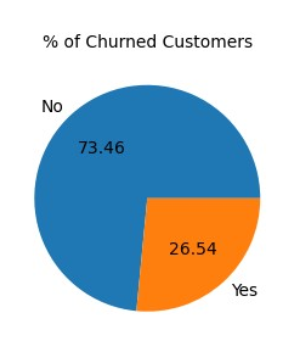 % of Churned Customers
No
73.46
26.54
Yes